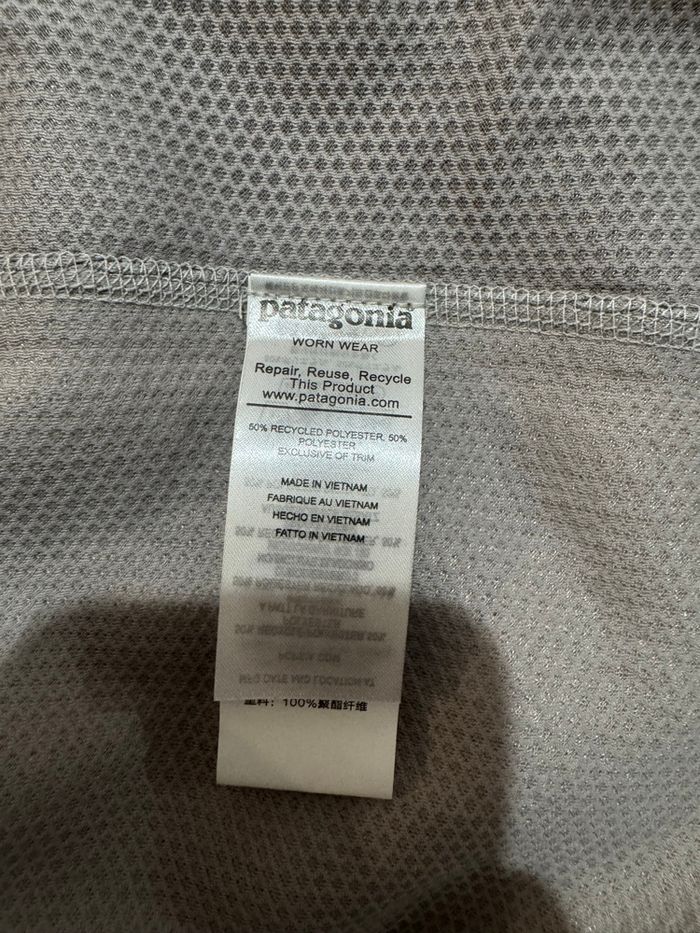 patagonia
WORN WEAR
Repair, Reuse, Recycle
This Product
www.patagonia.com
50% RECYCLED POLYESTER, 50%
POLYESTER
EXCLUSIVE OF TRIM
MADE IN VIETNAM
FABRIQUE AU VIETNAM
HECHO EN VIETNAM
FATTO IN VIETNAM
100%聚酯纤维